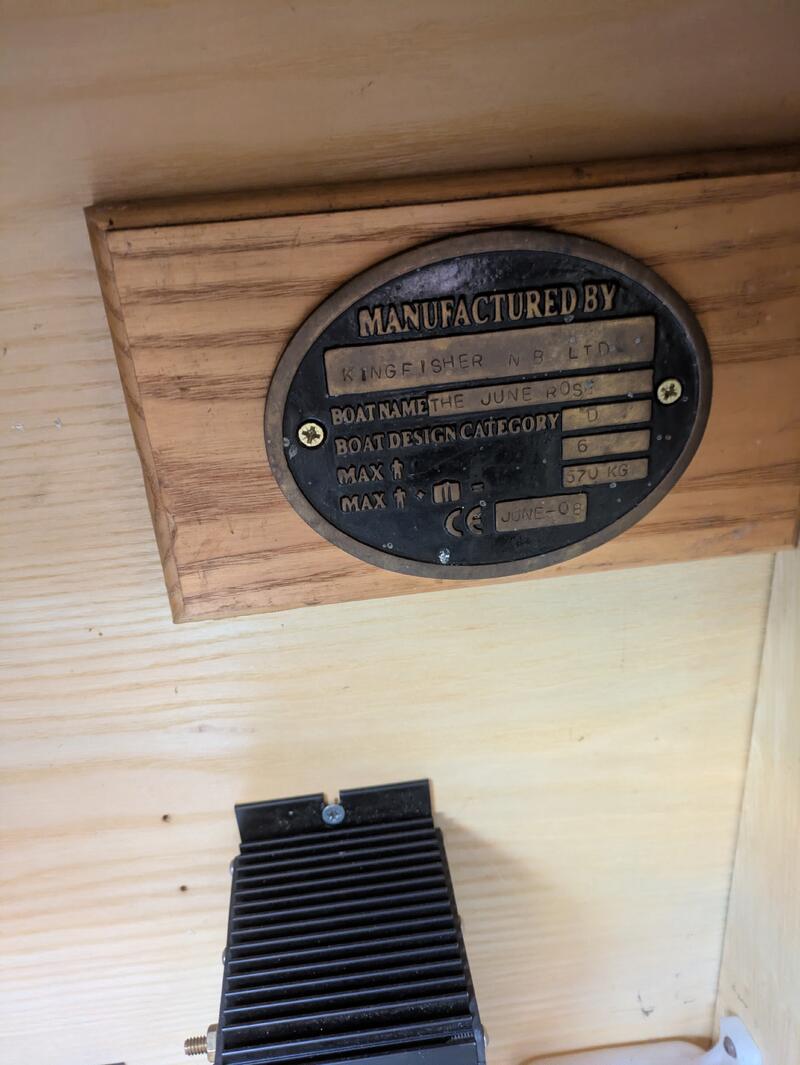 MANUFACTURED BY
KINGFISHER N B LTD
BOAT NAME THE JUNE ROSE
BOAT DESIGN CATEGORY D
MAX 6
MAX + = 570 KG
CE JUNE-08